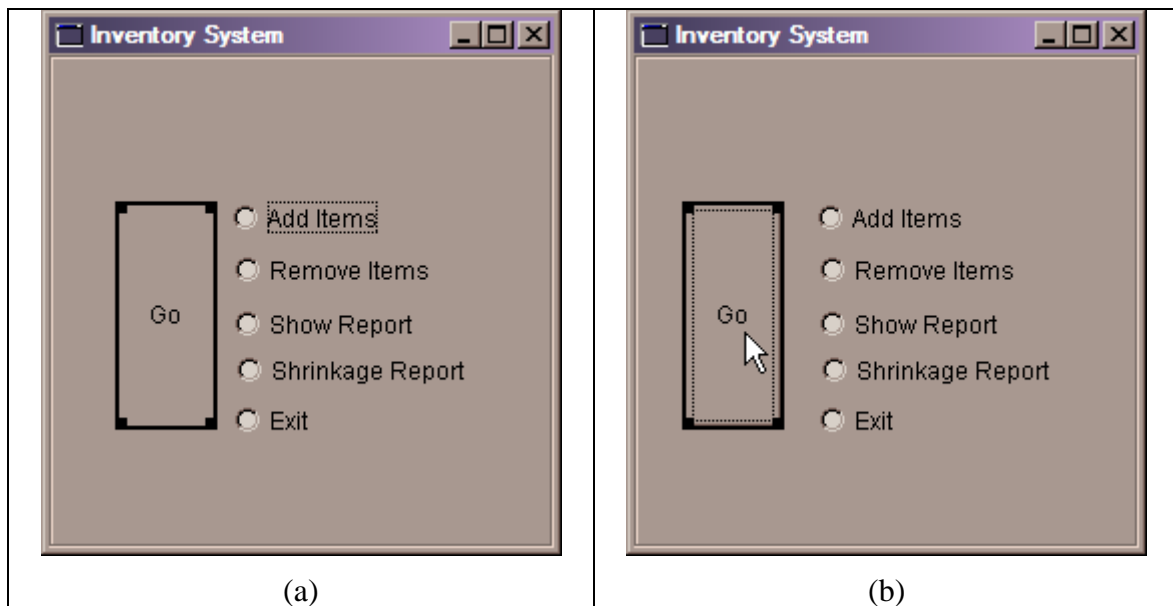 Inventory System
Add Items
Remove Items
Go
Show Report
Shrinkage Report
Exit
(a)
Inventory System
Add Items
Remove Items
Go
Show Report
Shrinkage Report
Exit
(b)